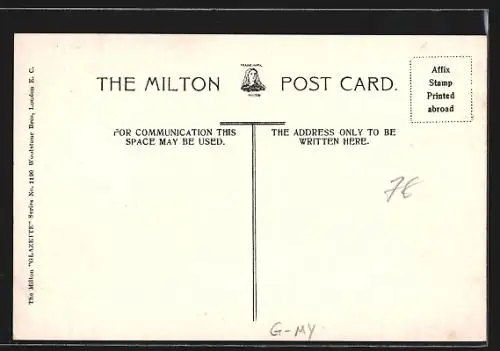 THE MILTON POST CARD.
TRADE MARK
MILTON
Affix
Stamp
Printed
abroad
FOR COMMUNICATION THIS
SPACE MAY BE USED.
THE ADDRESS ONLY TO BE
WRITTEN HERE.
The Milton "GLAZETTE" Series No. 1190 Woolstone Bros, London E. C.
G-MY